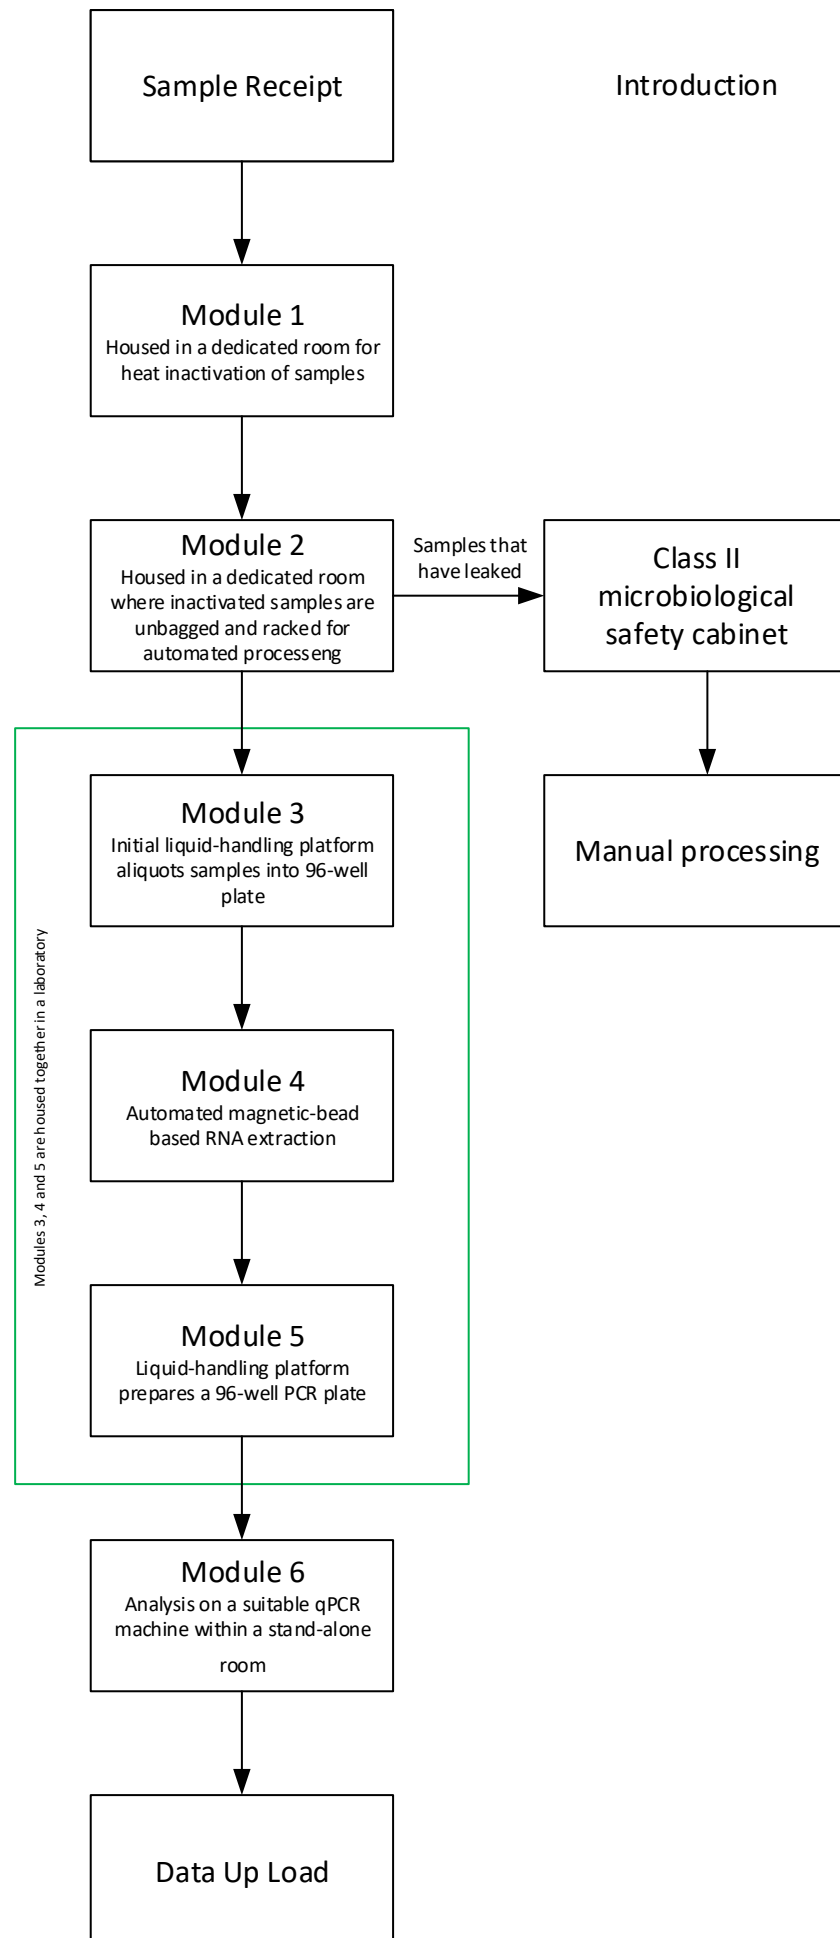 Sample Receipt
Introduction
Module 1
Housed in a dedicated room for
heat inactivation of samples
Module 2
Housed in a dedicated room
where inactivated samples are
unbagged and racked for
automated processeng
Samples that
have leaked
Class II
microbiological
safety cabinet
Manual processing
Modules 3, 4 and 5 are housed together in a laboratory
Module 3
Initial liquid-handling platform
aliquots samples into 96-well
plate
Module 4
Automated magnetic-bead
based RNA extraction
Module 5
Liquid-handling platform
prepares a 96-well PCR plate
Module 6
Analysis on a suitable qPCR
machine within a stand-alone
room
Data Up Load